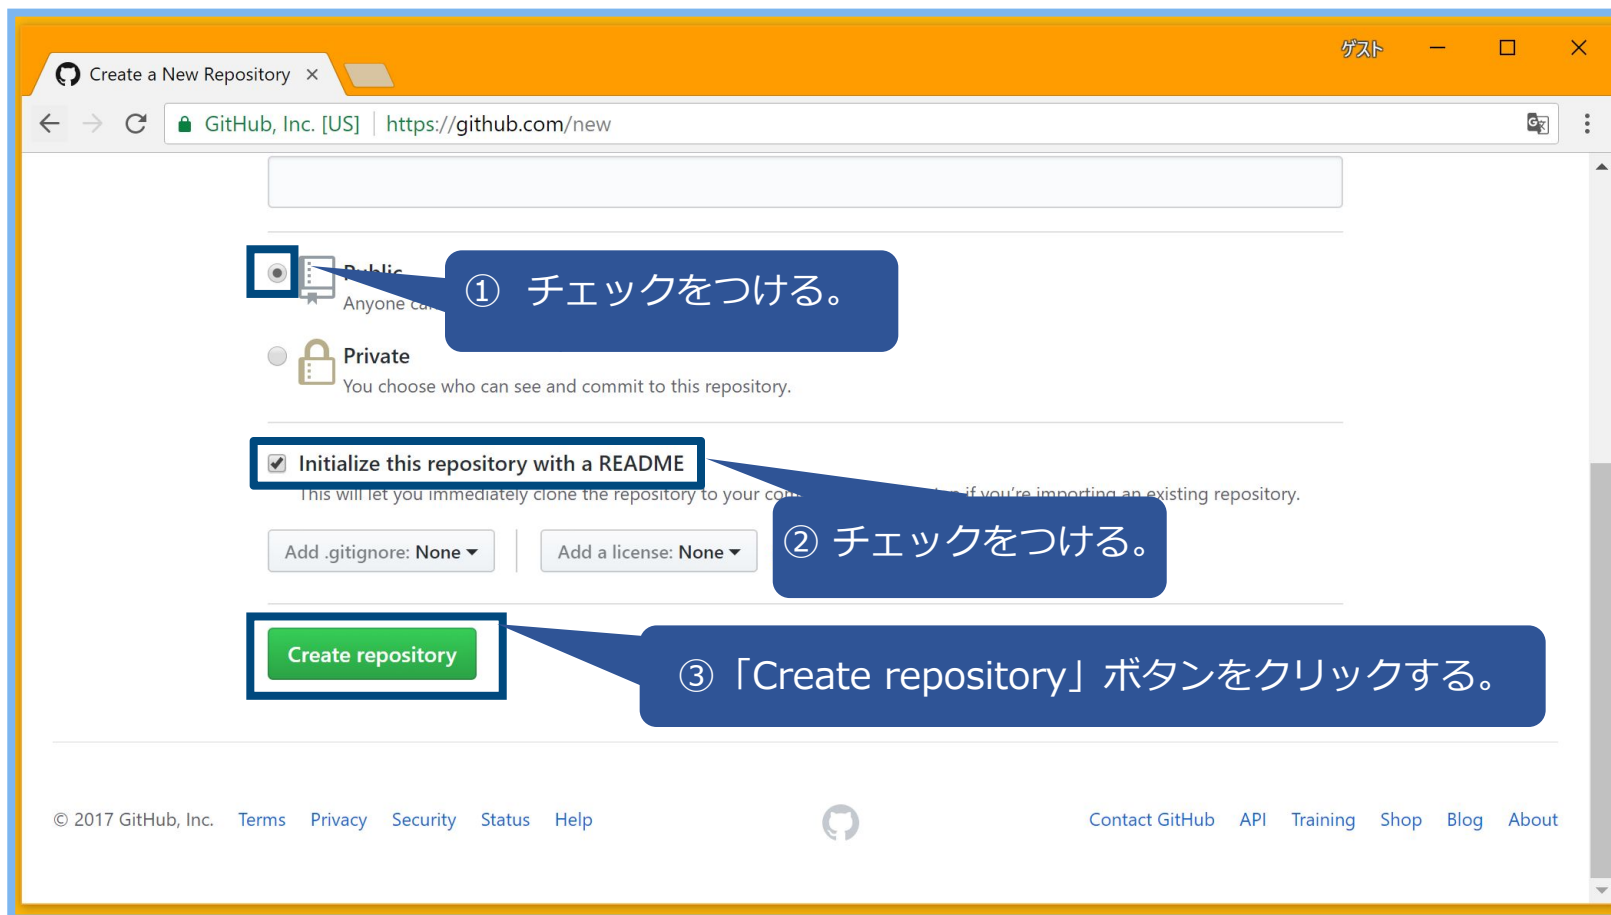 ゲスト
Create a New Repository
GitHub, Inc. [US] https://github.com/new
Public
① チェックをつける。
Anyone
Private
You choose who can see and commit to this repository.
Initialize this repository with a README
This will let you immediately clone the repository to your if you’re importing an existing repository.
② チェックをつける。
Add .gitignore: None Add a license: None
Create repository
③「Create repository」ボタンをクリックする。
© 2017 GitHub, Inc. Terms Privacy Security Status Help Contact GitHub API Training Shop Blog About